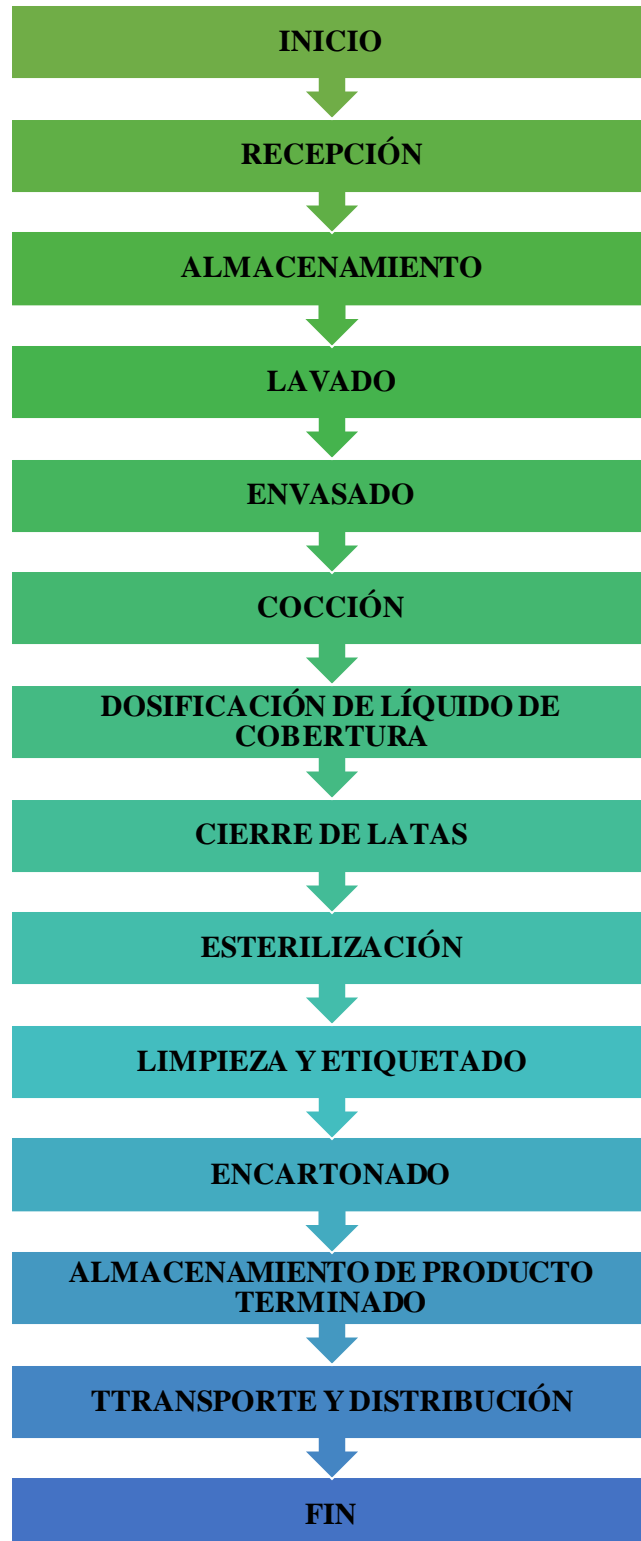 INICIO
RECEPCIÓN
ALMACENAMIENTO
LAVADO
ENVASADO
COCCIÓN
DOSIFICACIÓN DE LÍQUIDO DE
COBERTURA
CIERRE DE LATAS
ESTERILIZACIÓN
LIMPIEZA Y ETIQUETADO
ENCARTONADO
ALMACENAMIENTO DE PRODUCTO
TERMINADO
TTRANSPORTE Y DISTRIBUCIÓN
FIN